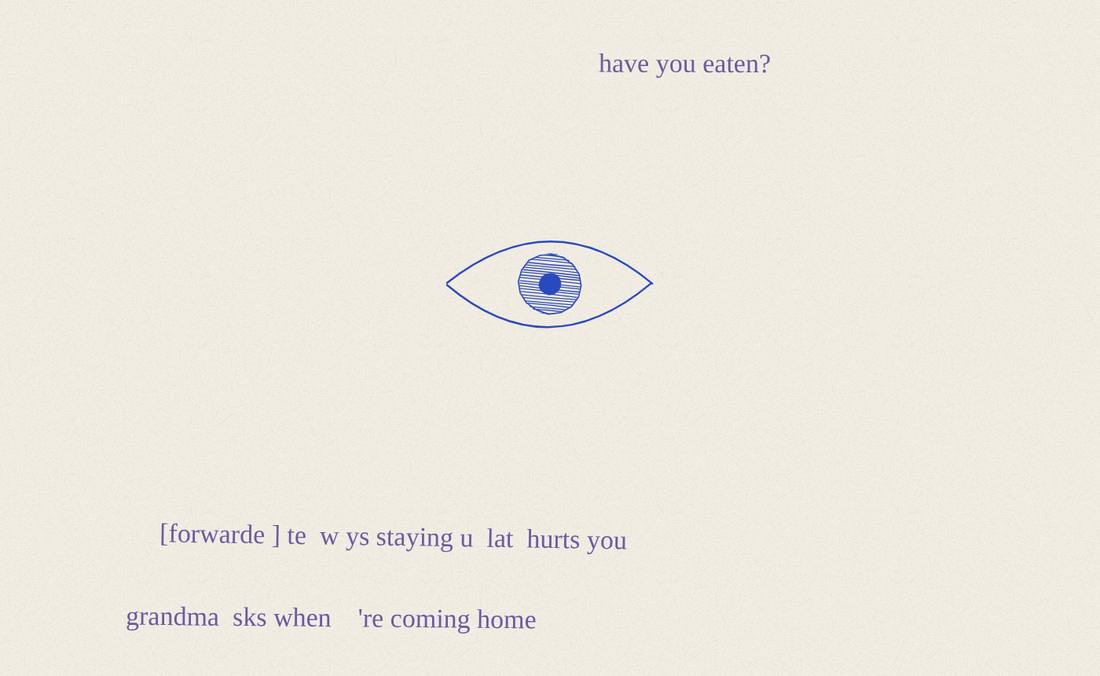 have you eaten?
[forwarde ] te  w ys staying u  lat  hurts you
grandma  sks when    're coming home